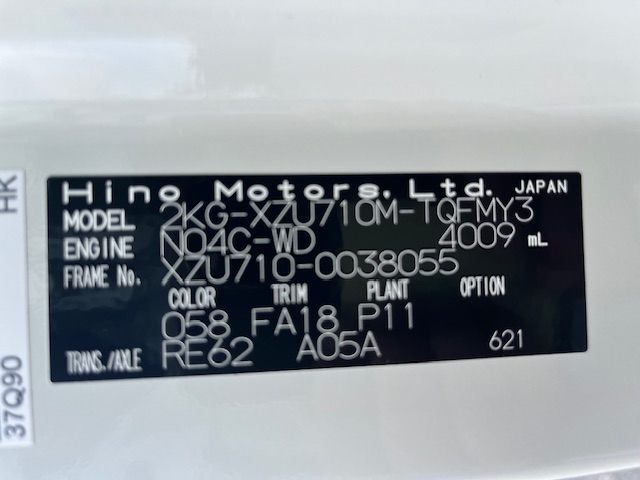 Hino Motors, Ltd. JAPAN
MODEL 2KG-XZU710M-TQFMY3
ENGINE N04C-WD 4009 mL
FRAME No. XZU710-0038055
COLOR TRIM PLANT OPTION
058 FA18 P11
TRANS./AXLE RE62 A05A 621
37Q90 HK